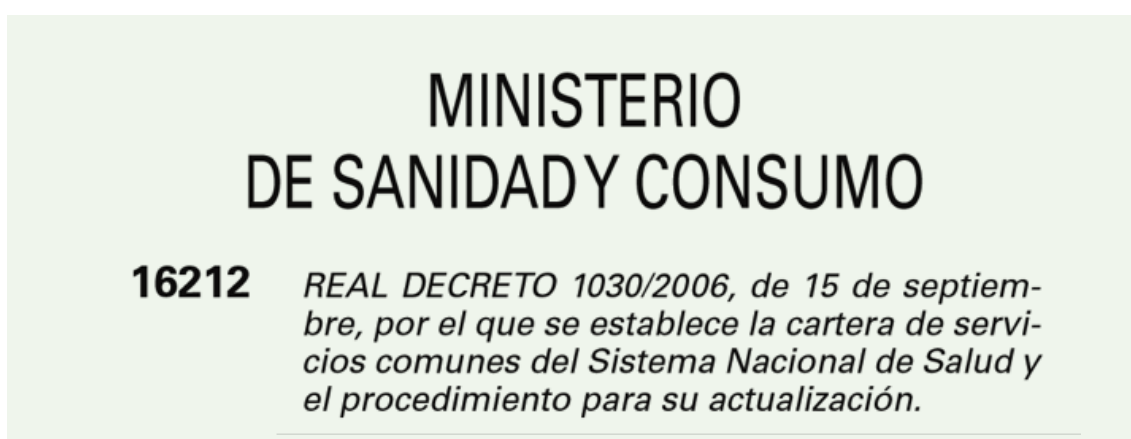 MINISTERIO
DE SANIDAD Y CONSUMO
16212 REAL DECRETO 1030/2006, de 15 de septiem-
bre, por el que se establece la cartera de servi-
cios comunes del Sistema Nacional de Salud y
el procedimiento para su actualización.